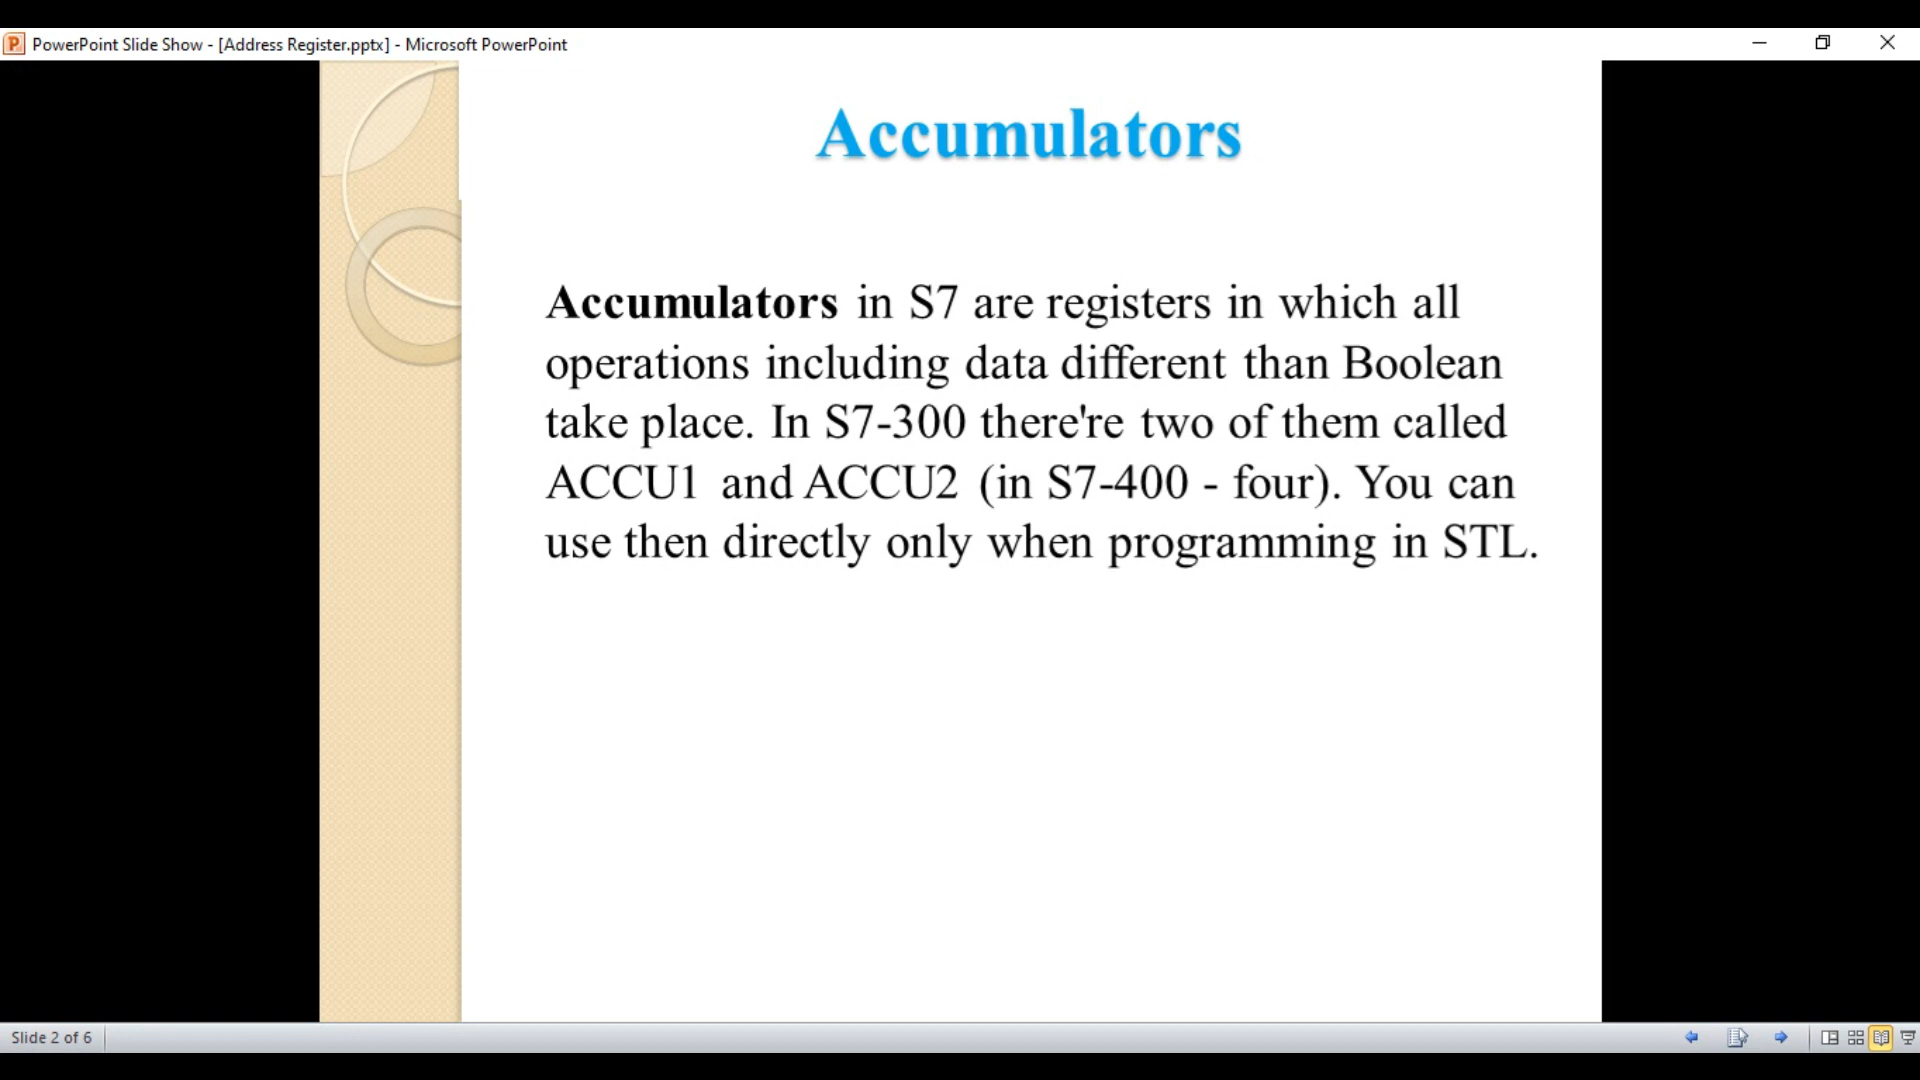 PowerPoint Slide Show - [Address Register.pptx] - Microsoft PowerPoint
Accumulators
Accumulators in S7 are registers in which all
operations including data different than Boolean
take place. In S7-300 there're two of them called
ACCU1 and ACCU2 (in S7-400 - four). You can
use then directly only when programming in STL.
Slide 2 of 6